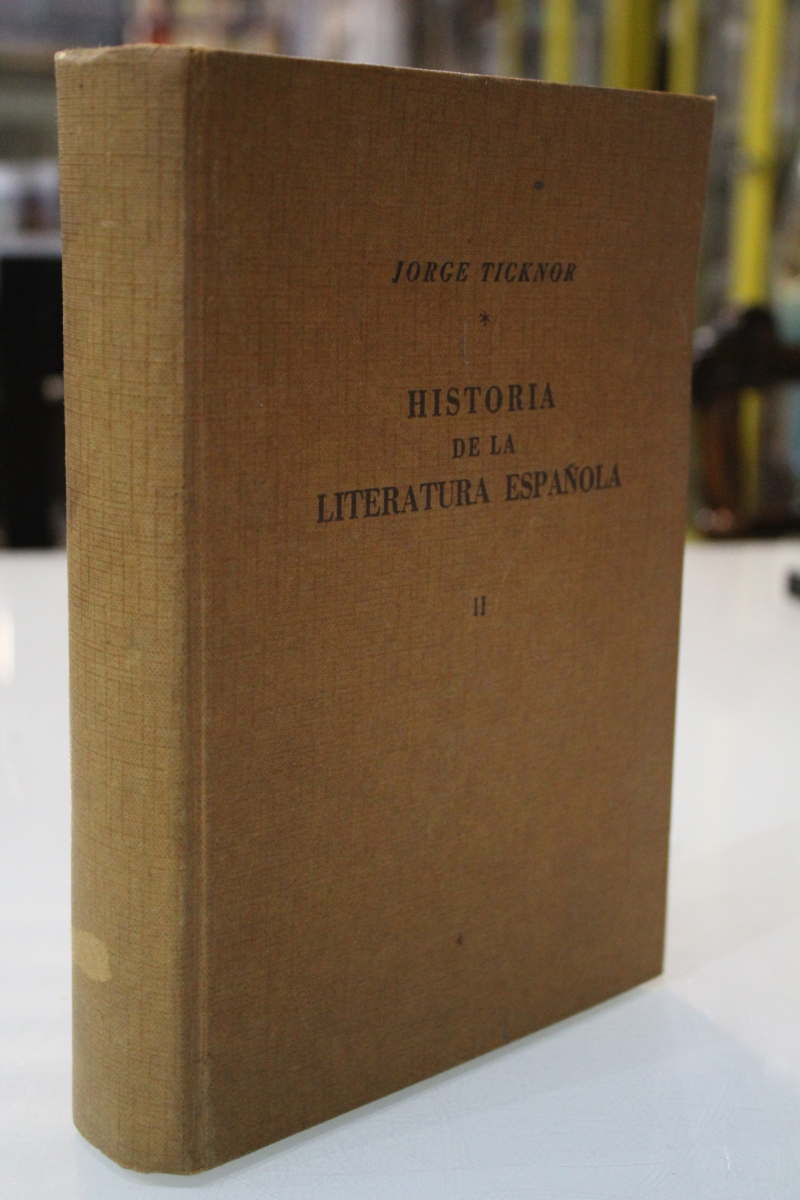 JORGE TICKNOR
*
HISTORIA
DE LA
LITERATURA ESPAÑOLA
II